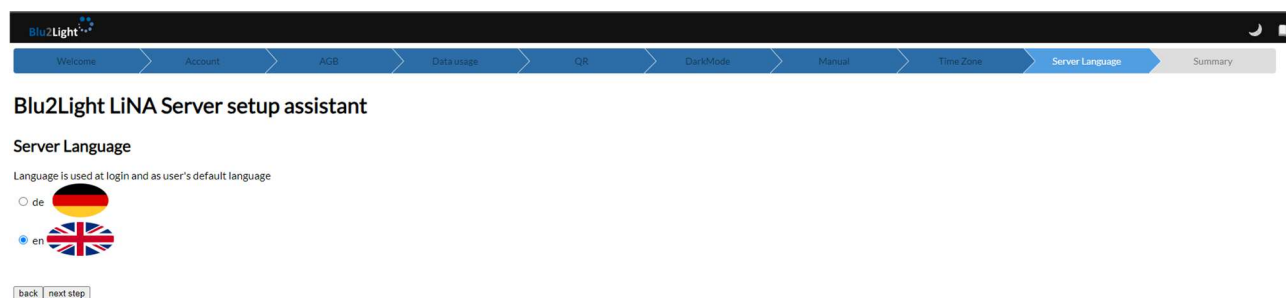 Blu2Light
Welcome Account AGB Data usage QR DarkMode Manual Time Zone Server Language Summary
Blu2Light LiNA Server setup assistant
Server Language
Language is used at login and as user's default language
de
en
back next step